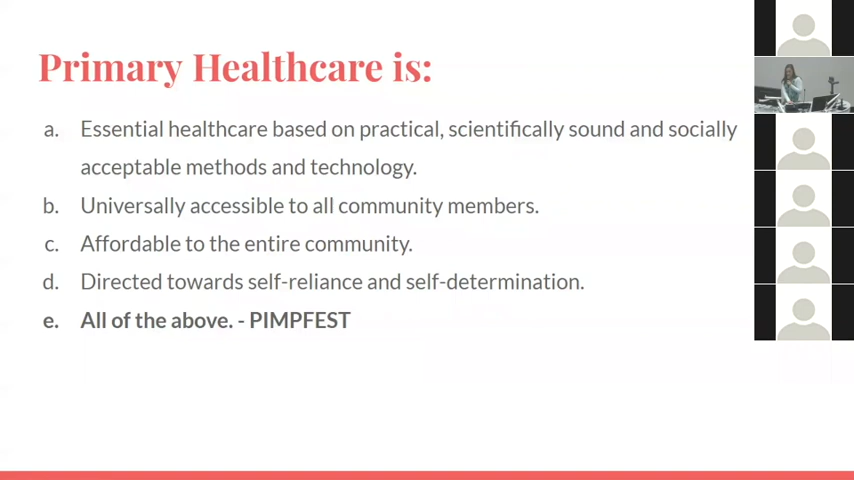 Primary Healthcare is:
a. Essential healthcare based on practical, scientifically sound and socially
acceptable methods and technology.
b. Universally accessible to all community members.
c. Affordable to the entire community.
d. Directed towards self-reliance and self-determination.
e. All of the above. - PIMPFEST